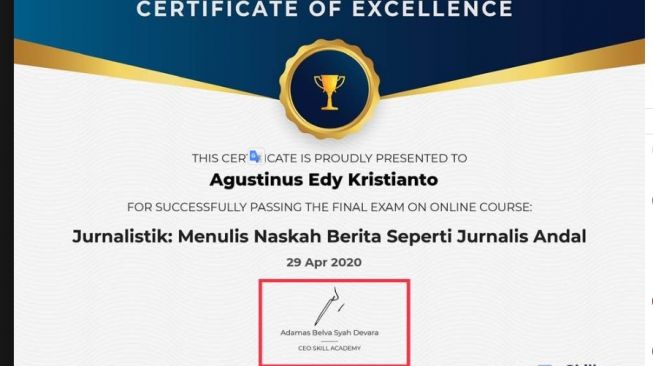 CERTIFICATE OF EXCELLENCE
THIS CERT ICATE IS PROUDLY PRESENTED TO
Agustinus Edy Kristianto
FOR SUCCESSFULLY PASSING THE FINAL EXAM ON ONLINE COURSE:
Jurnalistik: Menulis Naskah Berita Seperti Jurnalis Andal
29 Apr 2020
Adamas Belva Syah Devara
CEO SKILL ACADEMY